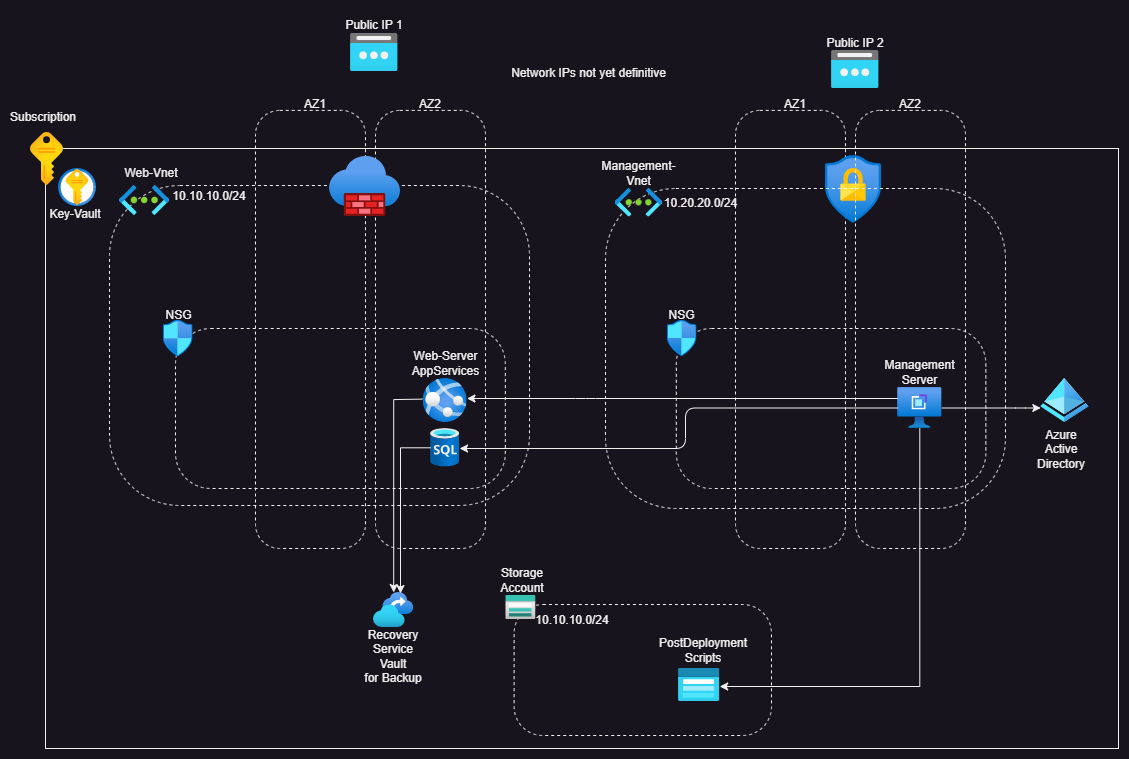 Public IP 1
Public IP 2
Network IPs not yet definitive
AZ1
AZ2
AZ1
AZ2
Subscription
Web-Vnet
10.10.10.0/24
Key-Vault
Management-
Vnet
10.20.20.0/24
NSG
NSG
Web-Server
AppServices
SQL
Management
Server
Azure
Active
Directory
Storage
Account
10.10.10.0/24
Recovery
Service
Vault
for Backup
PostDeployment
Scripts